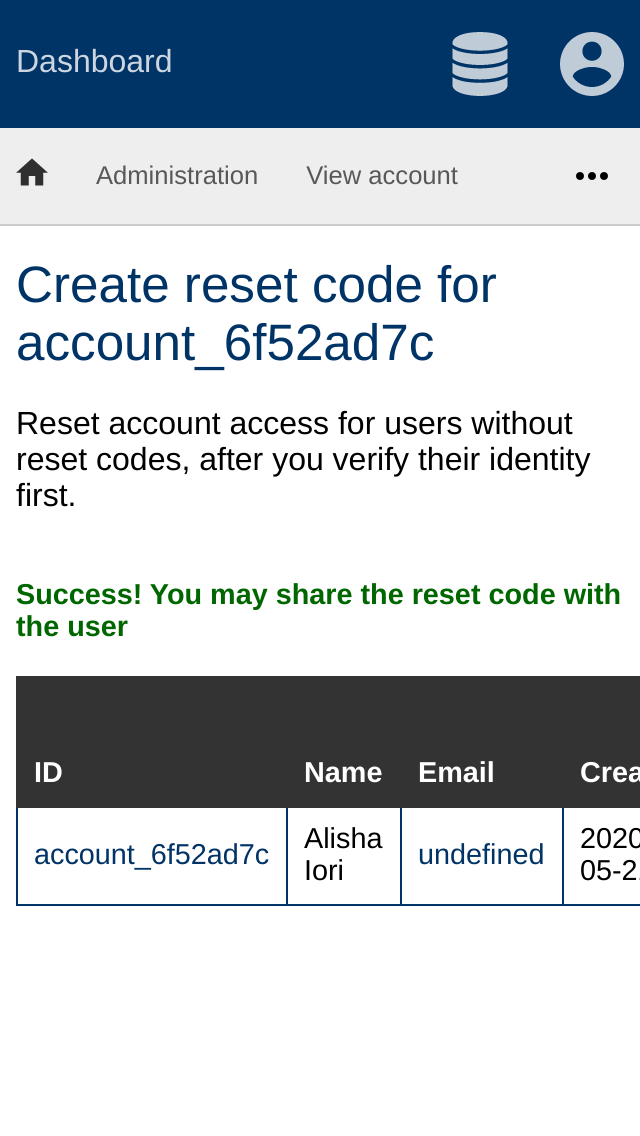 Dashboard
Administration View account
Create reset code for
account_6f52ad7c
Reset account access for users without
reset codes, after you verify their identity
first.
Success! You may share the reset code with
the user
ID Name Email Crea
account_6f52ad7c Alisha Iori undefined 2020 05-2